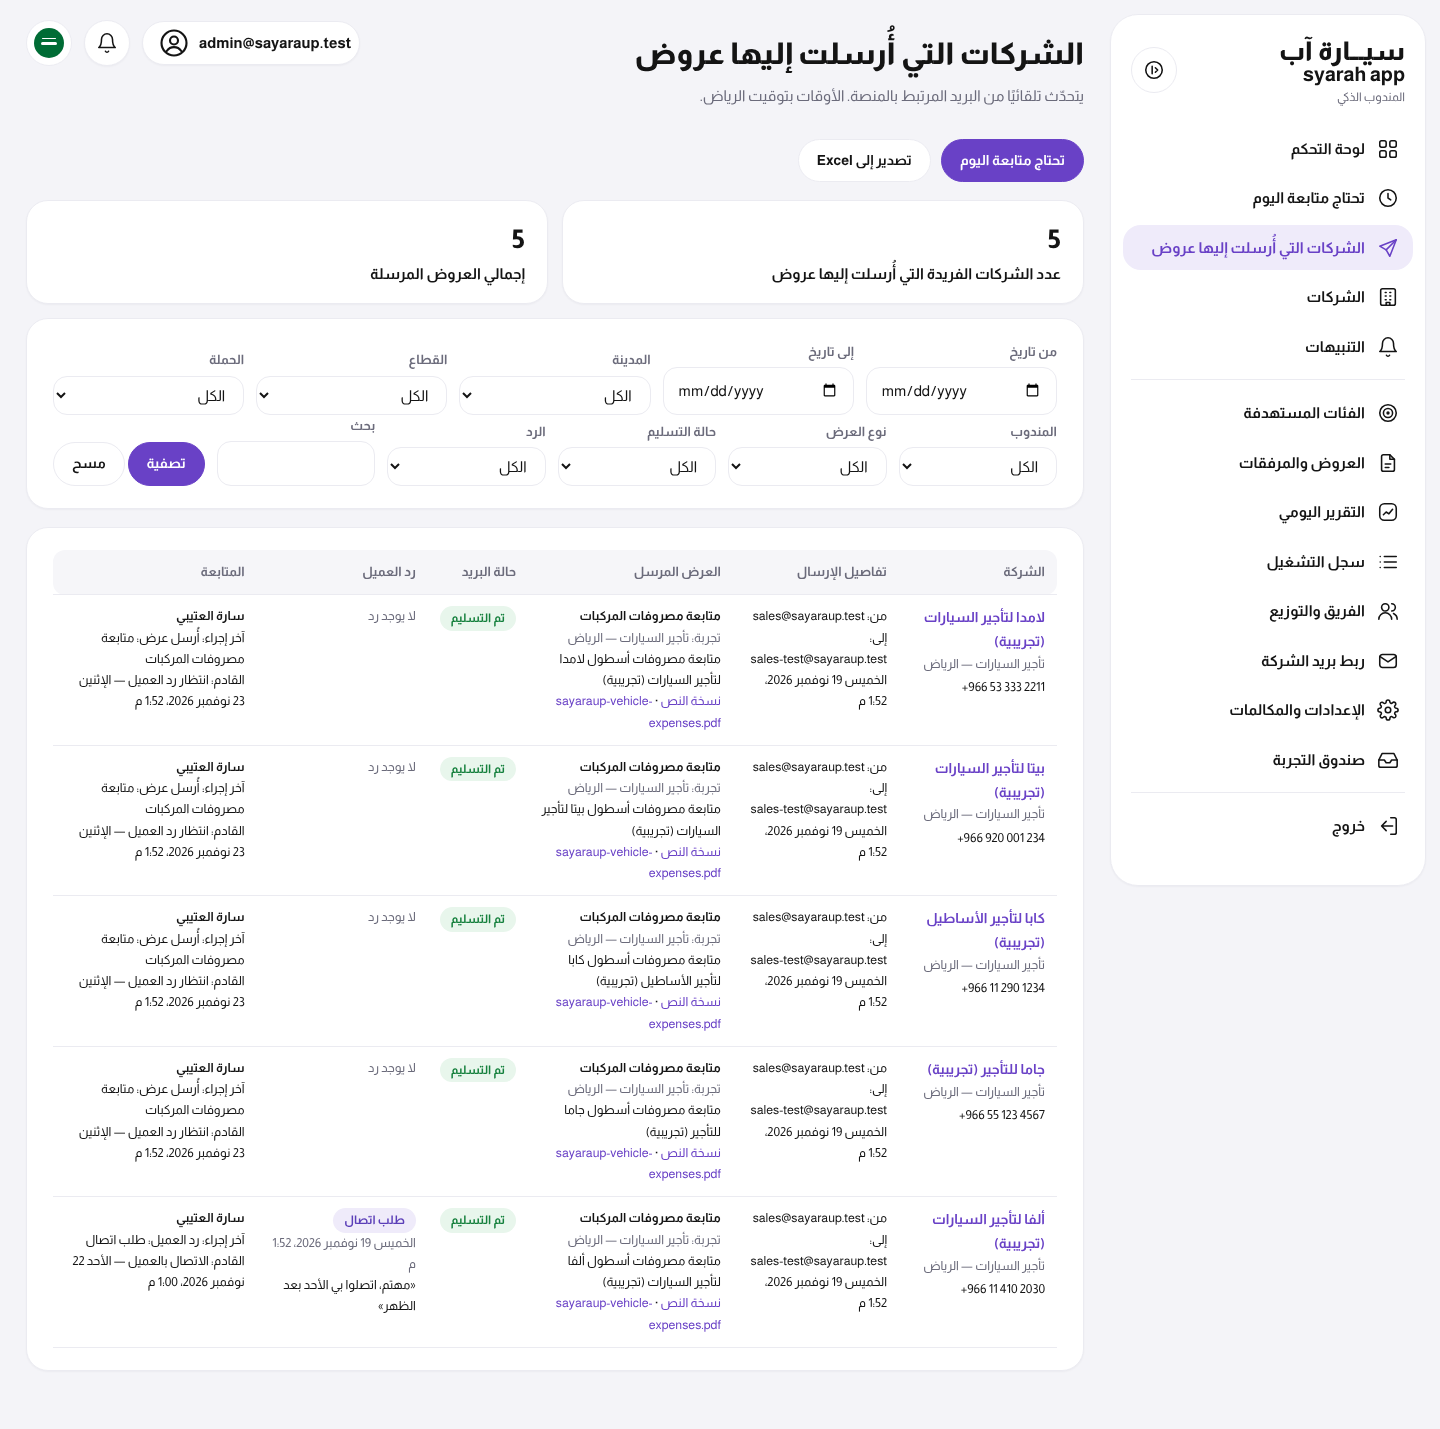 سيــارة آب
syarah app
المندوب الذكي
لوحة التحكم
تحتاج متابعة اليوم
الشركات التي أُرسلت إليها عروض
الشركات
التنبيهات
الفئات المستهدفة
العروض والمرفقات
التقرير اليومي
سجل التشغيل
الفريق والتوزيع
ربط بريد الشركة
الإعدادات والمكالمات
صندوق التجربة
خروج
admin@sayaraup.test
الشركات التي أُرسلت إليها عروض
يتحدّث تلقائيًا من البريد المرتبط بالمنصة. الأوقات بتوقيت الرياض.
تحتاج متابعة اليوم
تصدير إلى Excel
5
عدد الشركات الفريدة التي أُرسلت إليها عروض
5
إجمالي العروض المرسلة
من تاريخ
إلى تاريخ
المدينة
القطاع
الحملة
mm/dd/yyyy
mm/dd/yyyy
الكل
الكل
الكل
المندوب
نوع العرض
حالة التسليم
الرد
بحث
الكل
الكل
الكل
الكل
تصفية
مسح
الشركة
تفاصيل الإرسال
العرض المرسل
حالة البريد
رد العميل
المتابعة
لامدا لتأجير السيارات
(تجريبية)
تأجير السيارات — الرياض
+966 53 333 2211
من: sales@sayaraup.test
إلى:
sales-test@sayaraup.test
الخميس 19 نوفمبر 2026،
1:52 م
متابعة مصروفات المركبات
تجربة: تأجير السيارات — الرياض
متابعة مصروفات أسطول لامدا
لتأجير السيارات (تجريبية)
نسخة النص · sayaraup-vehicle-
expenses.pdf
تم التسليم
لا يوجد رد
سارة العتيبي
آخر إجراء: أُرسل عرض: متابعة
مصروفات المركبات
القادم: انتظار رد العميل — الإثنين
23 نوفمبر 2026، 1:52 م
بيتا لتأجير السيارات
(تجريبية)
تأجير السيارات — الرياض
+966 920 001 234
من: sales@sayaraup.test
إلى:
sales-test@sayaraup.test
الخميس 19 نوفمبر 2026،
1:52 م
متابعة مصروفات المركبات
تجربة: تأجير السيارات — الرياض
متابعة مصروفات أسطول بيتا لتأجير
السيارات (تجريبية)
نسخة النص · sayaraup-vehicle-
expenses.pdf
تم التسليم
لا يوجد رد
سارة العتيبي
آخر إجراء: أُرسل عرض: متابعة
مصروفات المركبات
القادم: انتظار رد العميل — الإثنين
23 نوفمبر 2026، 1:52 م
كابا لتأجير الأساطيل
(تجريبية)
تأجير السيارات — الرياض
+966 11 290 1234
من: sales@sayaraup.test
إلى:
sales-test@sayaraup.test
الخميس 19 نوفمبر 2026،
1:52 م
متابعة مصروفات المركبات
تجربة: تأجير السيارات — الرياض
متابعة مصروفات أسطول كابا
لتأجير الأساطيل (تجريبية)
نسخة النص · sayaraup-vehicle-
expenses.pdf
تم التسليم
لا يوجد رد
سارة العتيبي
آخر إجراء: أُرسل عرض: متابعة
مصروفات المركبات
القادم: انتظار رد العميل — الإثنين
23 نوفمبر 2026، 1:52 م
جاما للتأجير (تجريبية)
تأجير السيارات — الرياض
+966 55 123 4567
من: sales@sayaraup.test
إلى:
sales-test@sayaraup.test
الخميس 19 نوفمبر 2026،
1:52 م
متابعة مصروفات المركبات
تجربة: تأجير السيارات — الرياض
متابعة مصروفات أسطول جاما
للتأجير (تجريبية)
نسخة النص · sayaraup-vehicle-
expenses.pdf
تم التسليم
لا يوجد رد
سارة العتيبي
آخر إجراء: أُرسل عرض: متابعة
مصروفات المركبات
القادم: انتظار رد العميل — الإثنين
23 نوفمبر 2026، 1:52 م
ألفا لتأجير السيارات
(تجريبية)
تأجير السيارات — الرياض
+966 11 410 2030
من: sales@sayaraup.test
إلى:
sales-test@sayaraup.test
الخميس 19 نوفمبر 2026،
1:52 م
متابعة مصروفات المركبات
تجربة: تأجير السيارات — الرياض
متابعة مصروفات أسطول ألفا
لتأجير السيارات (تجريبية)
نسخة النص · sayaraup-vehicle-
expenses.pdf
تم التسليم
طلب اتصال
الخميس 19 نوفمبر 2026، 1:52
م
«مهتم، اتصلوا بي الأحد بعد
الظهر»
سارة العتيبي
آخر إجراء: رد العميل: طلب اتصال
القادم: الاتصال بالعميل — الأحد 22
نوفمبر 2026، 1:00 م